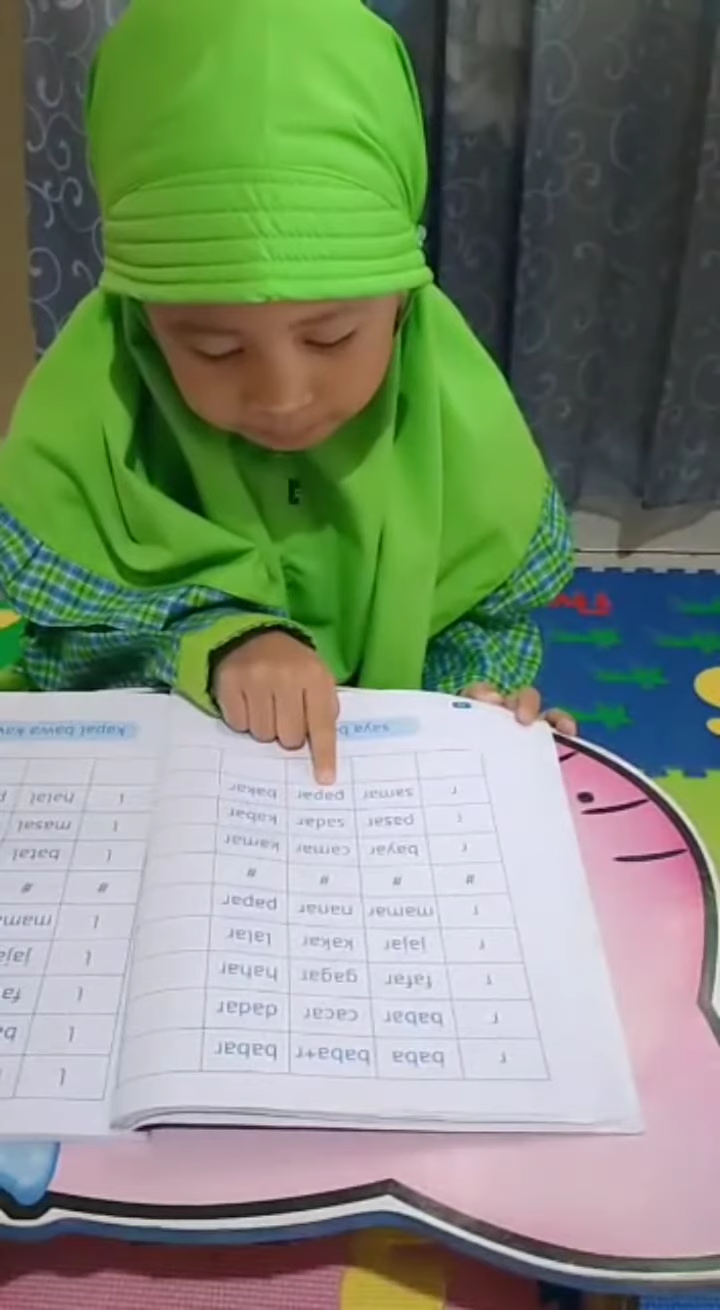 r baba baba+r babar
r babar cacar dadar
r fafar gagar hahar
r jajar kakar lalar
r mamar nanar papar
# # # #
r bayar camar kamar
r pasar sadar kabar
r samar bakar
saya
l
l
l
l
l
# #
l batal
l masal
l
kapal bawa